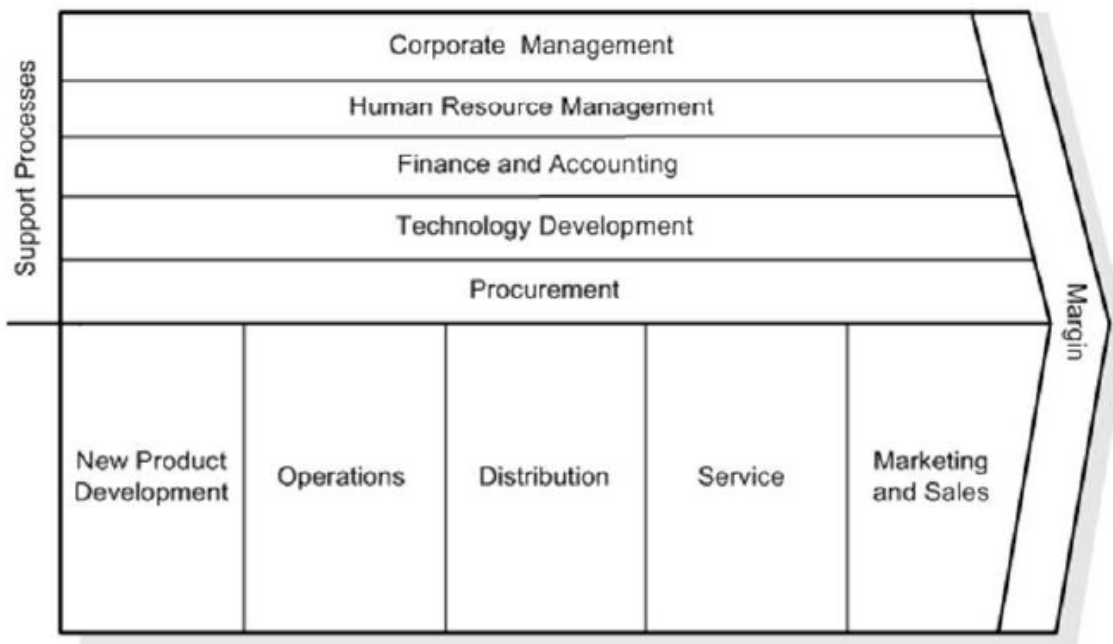 Support Processes
Corporate Management
Human Resource Management
Finance and Accounting
Technology Development
Procurement
Margin
New Product
Development
Operations
Distribution
Service
Marketing
and Sales